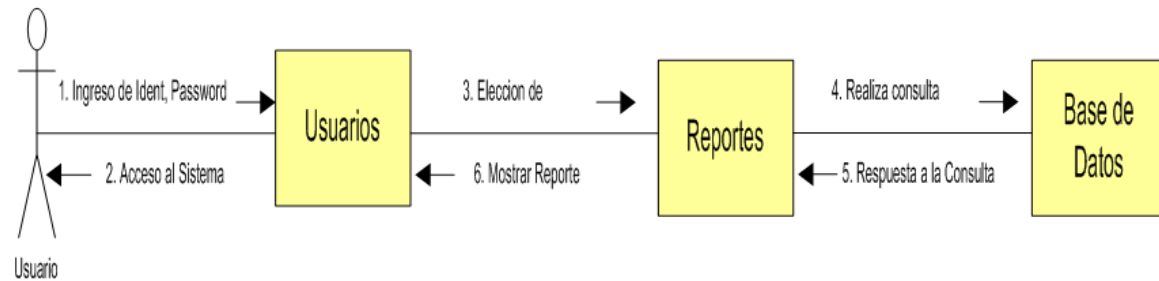 1. Ingreso de Ident, Password
2. Acceso al Sistema
Usuario
Usuarios
3. Eleccion de
6. Mostrar Reporte
Reportes
4. Realiza consulta
5. Respuesta a la Consulta
Base de
Datos